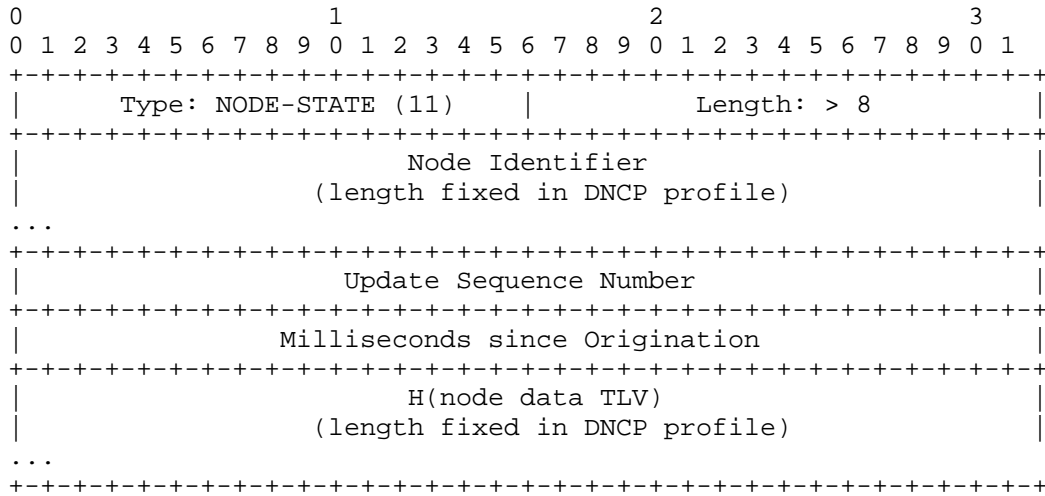 0                   1                   2                   3
0 1 2 3 4 5 6 7 8 9 0 1 2 3 4 5 6 7 8 9 0 1 2 3 4 5 6 7 8 9 0 1
+-+-+-+-+-+-+-+-+-+-+-+-+-+-+-+-+-+-+-+-+-+-+-+-+-+-+-+-+-+-+-+-+
|      Type: NODE-STATE (11)    |          Length: > 8          |
+-+-+-+-+-+-+-+-+-+-+-+-+-+-+-+-+-+-+-+-+-+-+-+-+-+-+-+-+-+-+-+-+
|                        Node Identifier                        |
|                  (length fixed in DNCP profile)               |
...
+-+-+-+-+-+-+-+-+-+-+-+-+-+-+-+-+-+-+-+-+-+-+-+-+-+-+-+-+-+-+-+-+
|                    Update Sequence Number                     |
+-+-+-+-+-+-+-+-+-+-+-+-+-+-+-+-+-+-+-+-+-+-+-+-+-+-+-+-+-+-+-+-+
|                Milliseconds since Origination                 |
+-+-+-+-+-+-+-+-+-+-+-+-+-+-+-+-+-+-+-+-+-+-+-+-+-+-+-+-+-+-+-+-+
|                        H(node data TLV)                       |
|                  (length fixed in DNCP profile)               |
...
+-+-+-+-+-+-+-+-+-+-+-+-+-+-+-+-+-+-+-+-+-+-+-+-+-+-+-+-+-+-+-+-+